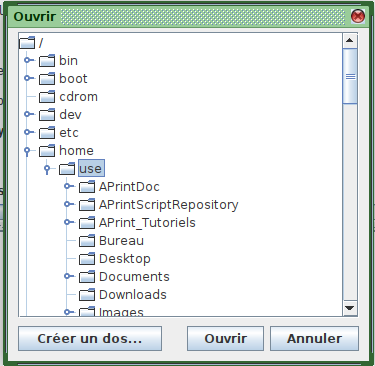 Ouvrir
/
bin
boot
cdrom
dev
etc
home
use
APrintDoc
APrintScriptRepository
APrint_Tutoriels
Bureau
Desktop
Documents
Downloads
Images
Créer un dos... Ouvrir Annuler